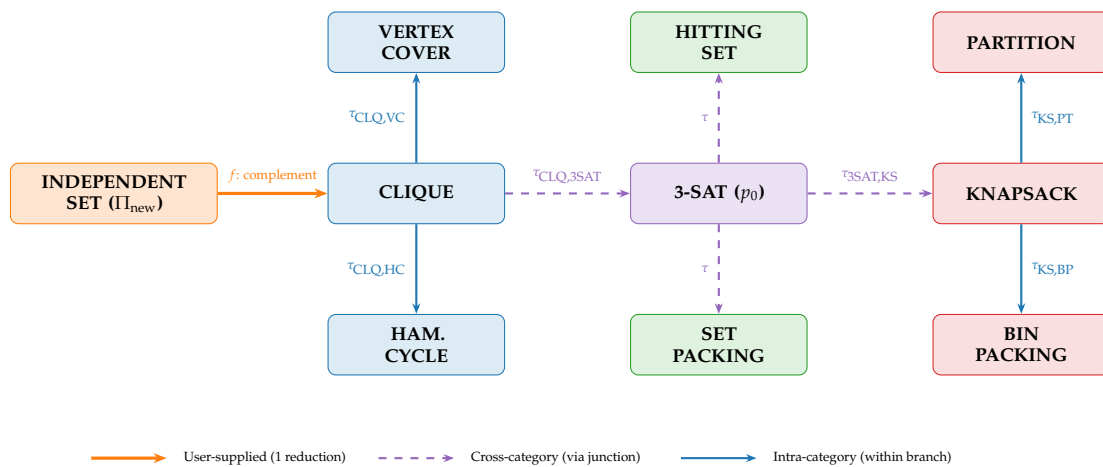 VERTEX
COVER
HITTING
SET
PARTITION
τCLQ,VC
τ
τKS,PT
INDEPENDENT
SET (Πnew)
f: complement
CLIQUE
τCLQ,3SAT
3-SAT (p0)
τ3SAT,KS
KNAPSACK
τCLQ,HC
τ
τKS,BP
HAM.
CYCLE
SET
PACKING
BIN
PACKING
User-supplied (1 reduction)
Cross-category (via junction)
Intra-category (within branch)